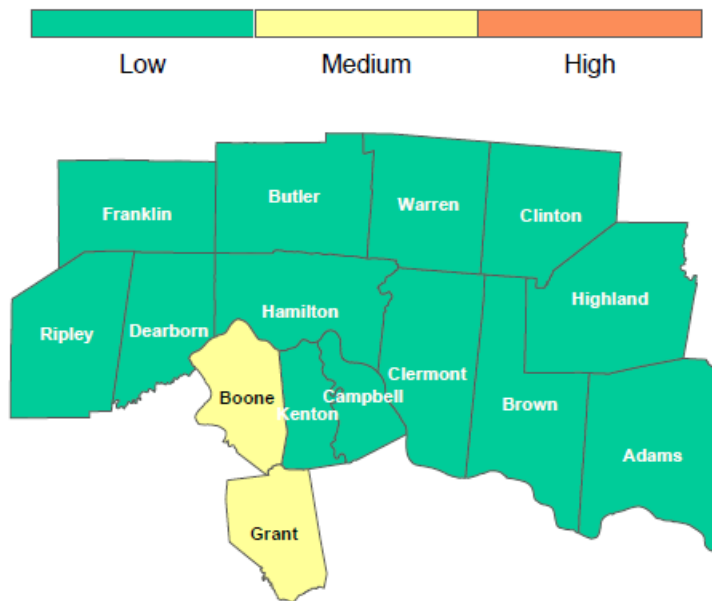 Low Medium High
Butler
Franklin
Warren
Clinton
Highland
Hamilton
Ripley
Dearborn
Clermont
Boone
Campbell
Kenton
Brown
Adams
Grant